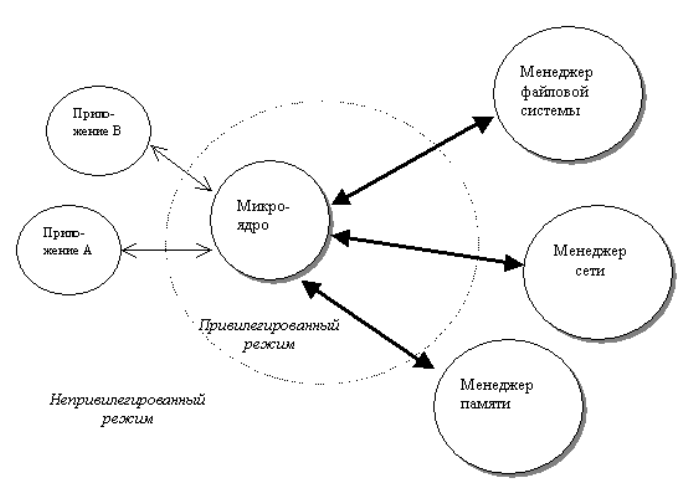 Менеджер
файловой
системы
Прило-
жение В
Микро-
ядро
Прило-
жение А
Менеджер
сети
Привилегированный
режим
Менеджер
памяти
Непривилегированный
режим